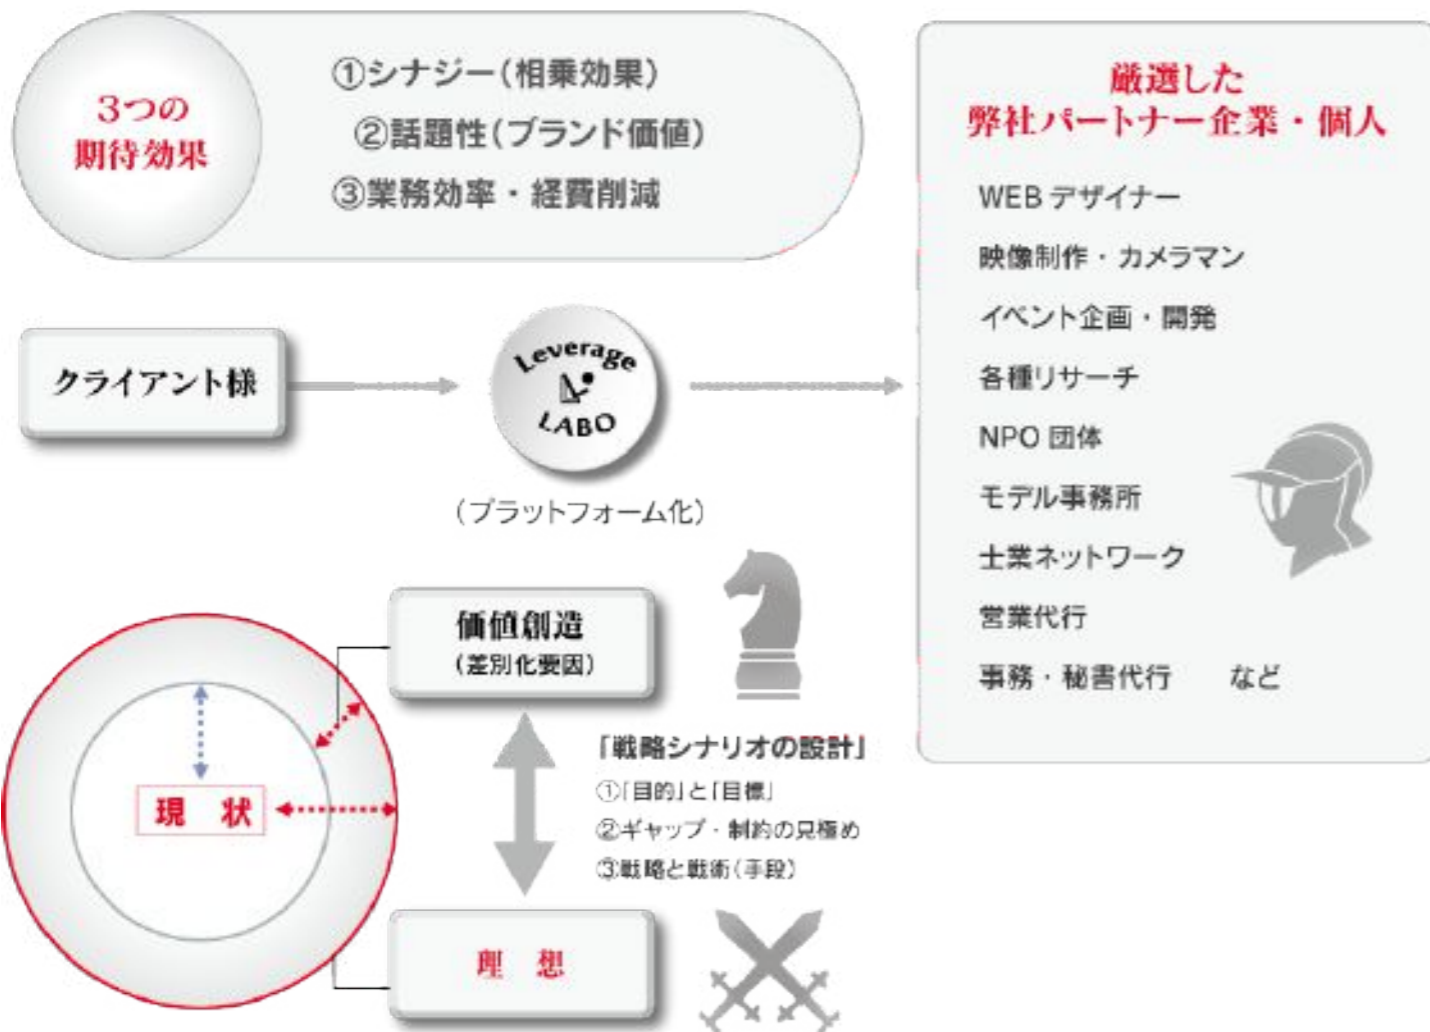 3つの
期待効果
①シナジー(相乗効果)
②話題性(ブランド価値)
③業務効率・経費削減
厳選した
弊社パートナー企業・個人
WEB デザイナー
映像制作・カメラマン
イベント企画・開発
各種リサーチ
NPO 団体
モデル事務所
士業ネットワーク
営業代行
事務・秘書代行　など
クライアント様
Leverage
LABO
(プラットフォーム化)
現 状
価値創造
(差別化要因)
「戦略シナリオの設計」
①「目的」と「目標」
②ギャップ・制約の見極め
③戦略と戦術(手段)
理 想